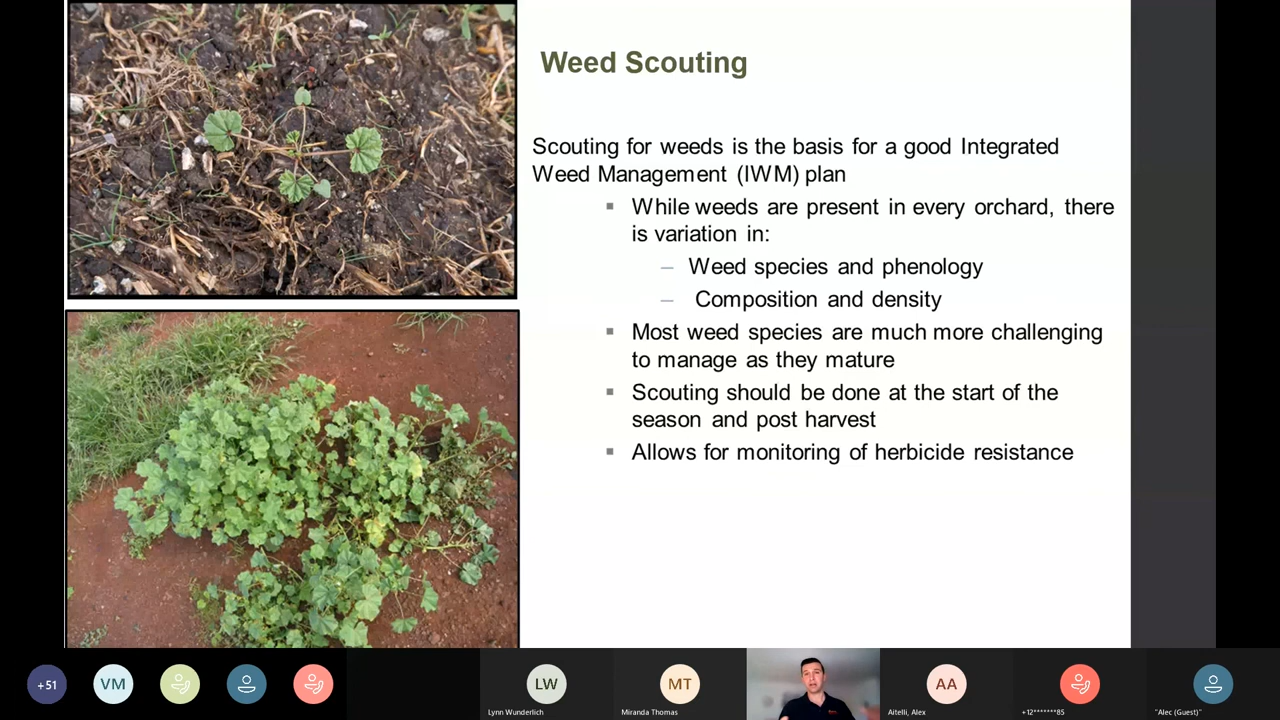 Weed Scouting
Scouting for weeds is the basis for a good Integrated
Weed Management (IWM) plan
▪ While weeds are present in every orchard, there
is variation in:
– Weed species and phenology
– Composition and density
▪ Most weed species are much more challenging
to manage as they mature
▪ Scouting should be done at the start of the
season and post harvest
▪ Allows for monitoring of herbicide resistance
+51
VM
LW
MT
AA
Lynn Wunderlich
Miranda Thomas
Aitelli, Alex
+12*******85
"Alec (Guest)"